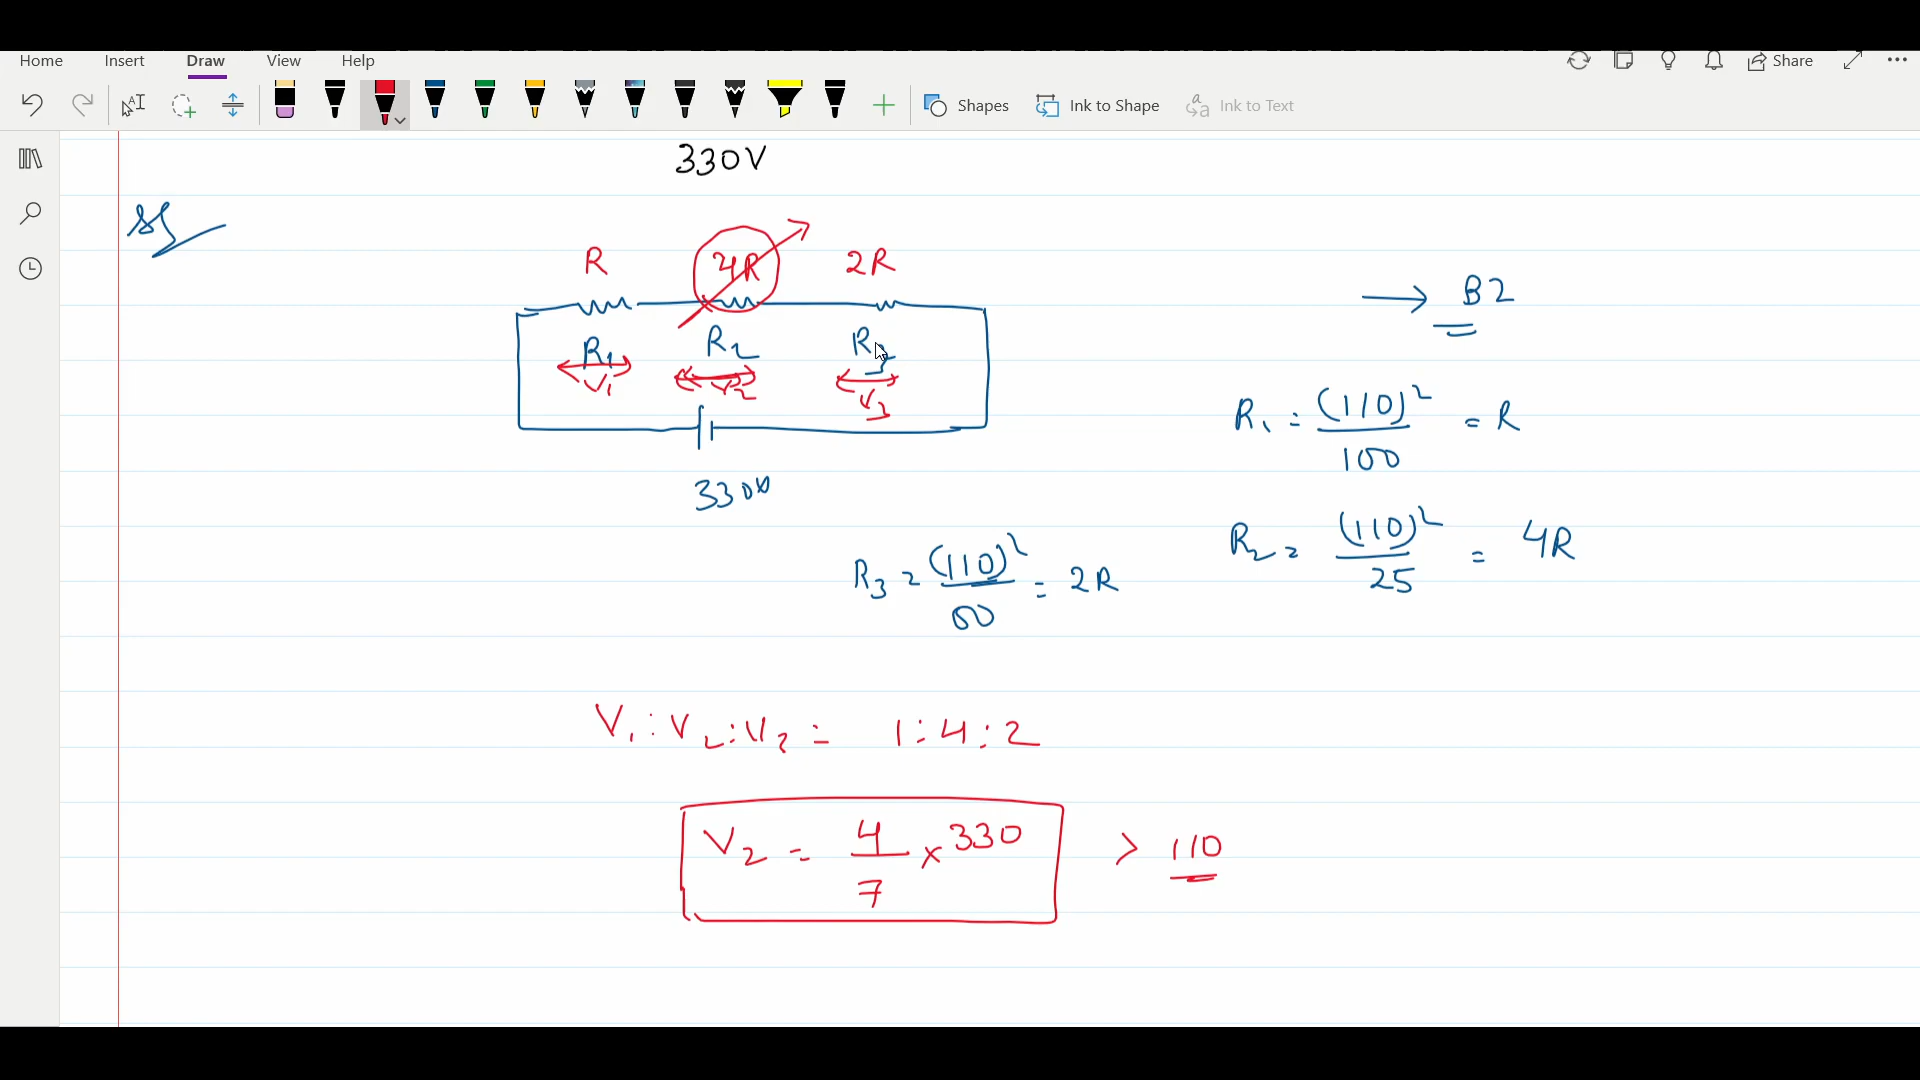 Home Insert Draw View Help Share
Shapes Ink to Shape Ink to Text
330V
R 4R 2R
→ B2
R1 R2 R3
V1 V2 V3
R1 = (110)² / 100 = R
330V
R2 = (110)² / 25 = 4R
R3 = (110)² / 50 = 2R
V1 : V2 : V3 = 1 : 4 : 2
V2 = 4/7 × 330 > 110